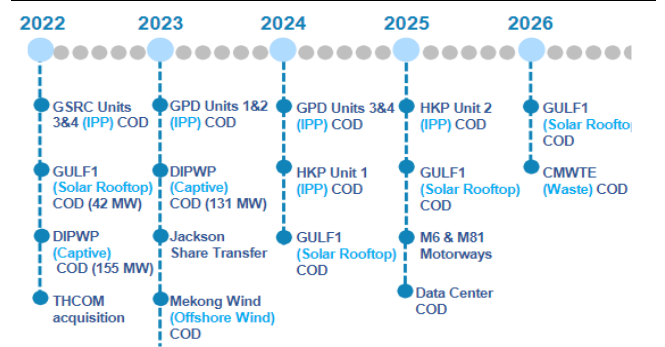 2022
2023
2024
2025
2026
GSRC Units
3&4 (IPP) COD
GULF1
(Solar Rooftop)
COD (42 MW)
DIPWP
(Captive)
COD (155 MW)
THCOM
acquisition
GPD Units 1&2
(IPP) COD
DIPWP
(Captive)
COD (131 MW)
Jackson
Share Transfer
Mekong Wind
(Offshore Wind)
COD
GPD Units 3&4
(IPP) COD
HKP Unit 1
(IPP) COD
GULF1
(Solar Rooftop)
COD
HKP Unit 2
(IPP) COD
GULF1
(Solar Rooftop)
COD
M6 & M81
Motorways
Data Center
COD
GULF1
(Solar Rooftop
COD
CMWTE
(Waste) COD